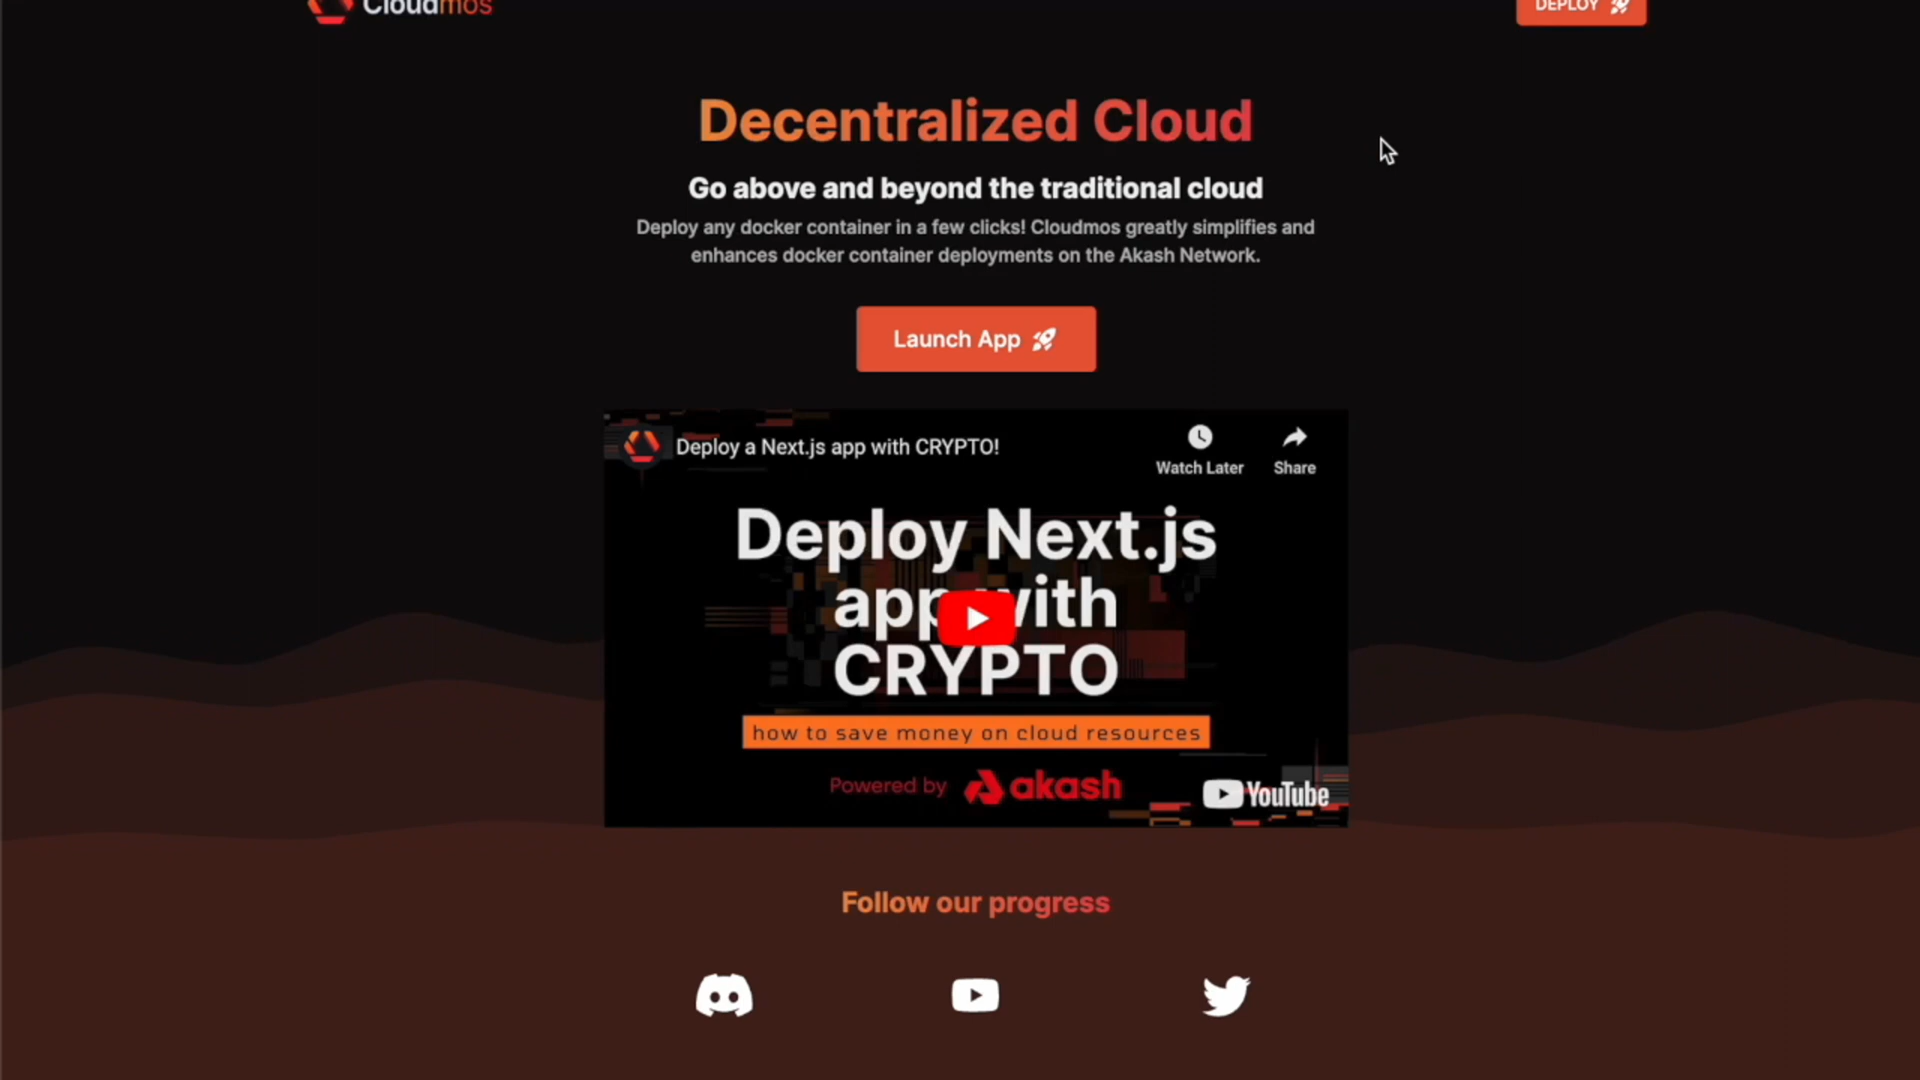 Cloudmos
DEPLOY
Decentralized Cloud
Go above and beyond the traditional cloud
Deploy any docker container in a few clicks! Cloudmos greatly simplifies and
enhances docker container deployments on the Akash Network.
Launch App
Deploy a Next.js app with CRYPTO!
Watch Later
Share
Deploy Next.js
app with
CRYPTO
how to save money on cloud resources
Powered by akash
YouTube
Follow our progress